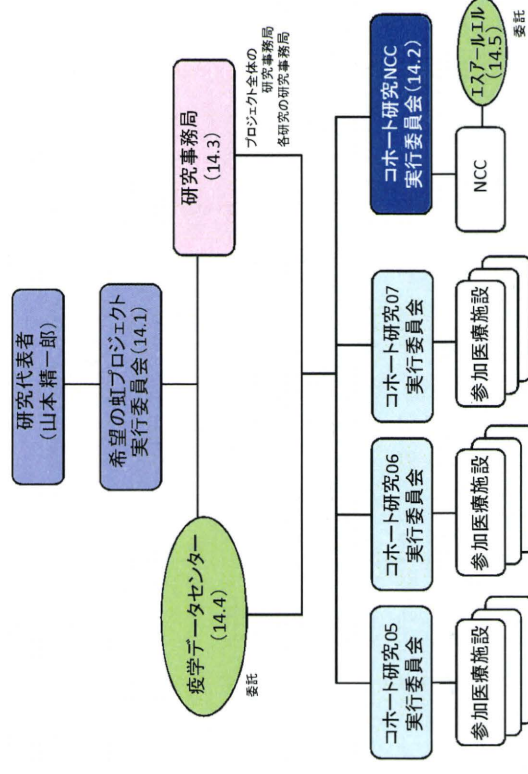 研究代表者
(山本精一郎)
希望の虹プロジェクト
実行委員会(14.1)
疫学データセンター
(14.4)
委託
研究事務局
(14.3)
プロジェクト全体の
研究事務局
各研究の研究事務局
コホート研究05
実行委員会
コホート研究06
実行委員会
コホート研究07
実行委員会
コホート研究NCC
実行委員会(14.2)
参加医療施設
参加医療施設
参加医療施設
NCC
エスアールエル
(14.5)
委託